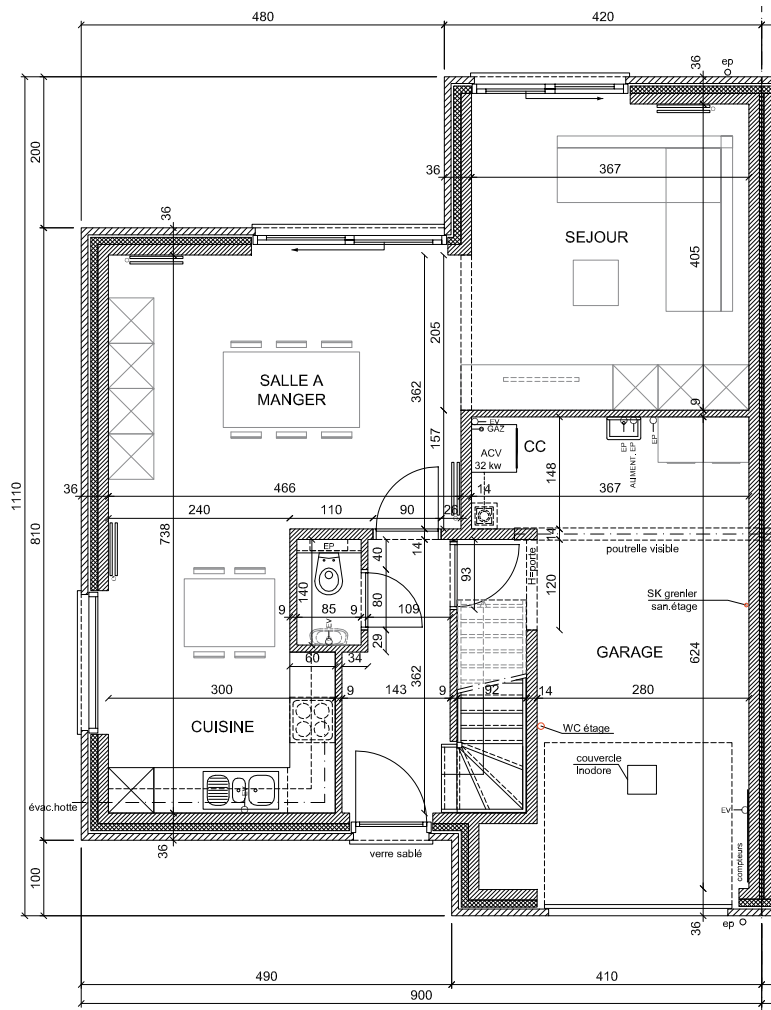 480
420
36
ep
200
36
36
367
SEJOUR
405
205
362
SALLE A
MANGER
157
9
EV
GAZ
CC
ACV
32 kw
EP
ALIMENT. EP
EP
148
1110
810
36
466
14
367
240
110
90
26
738
14
14
poutrelle visible
EP
40
93
H=porte
120
140
80
SK grenier
san.étage
9
85
9
109
EV
29
GARAGE
624
60
34
362
300
9
143
9
92
14
280
CUISINE
WC étage
couvercle
Inodore
évac.hotte
EV
EV
compteurs
verre sablé
36
100
36
ep
490
410
900